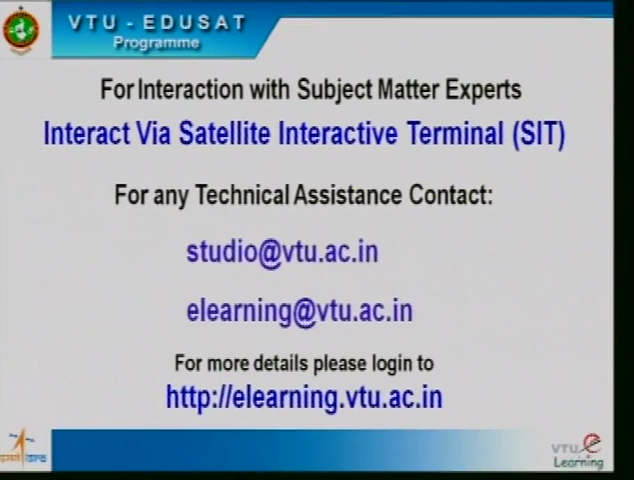 VTU - EDUSAT
Programme
For Interaction with Subject Matter Experts
Interact Via Satellite Interactive Terminal (SIT)
For any Technical Assistance Contact:
studio@vtu.ac.in
elearning@vtu.ac.in
For more details please login to
http://elearning.vtu.ac.in
VTU e
Learning